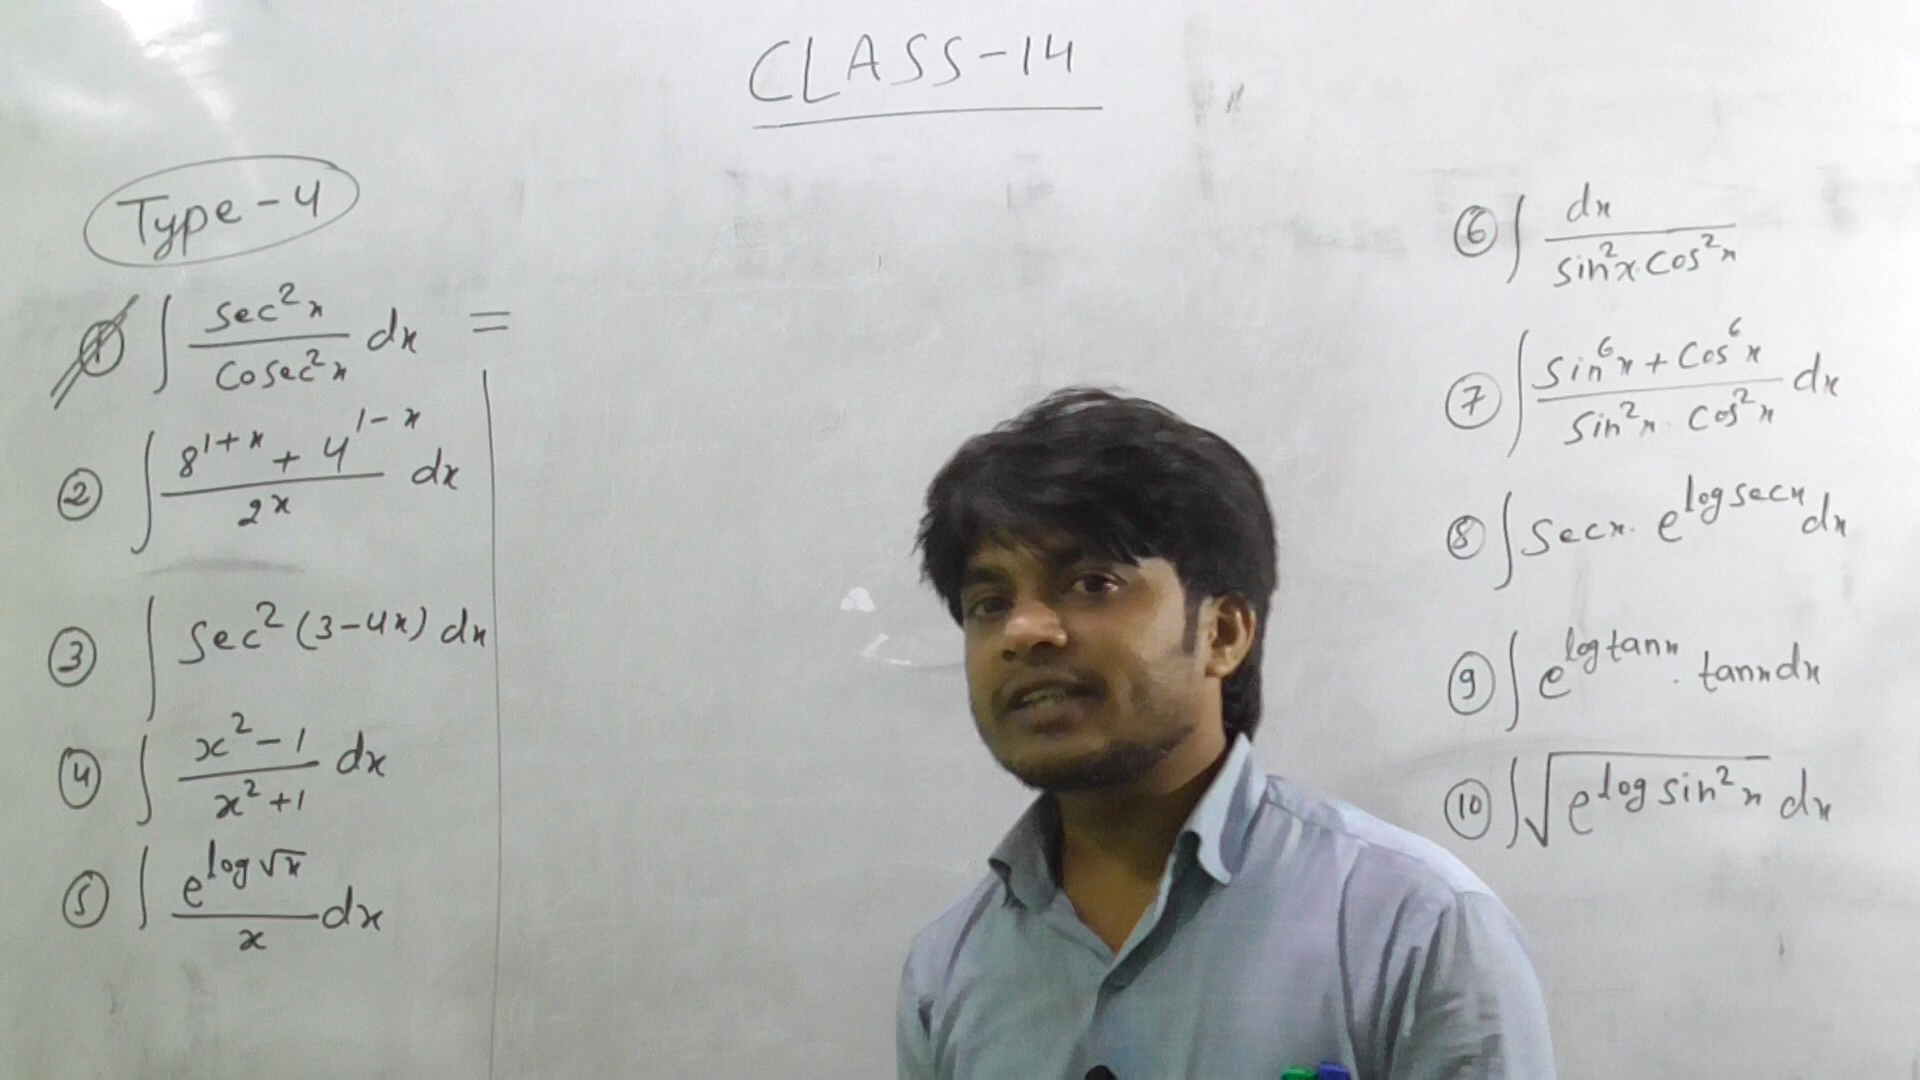 CLASS-14
Type-4
① ∫ sec²x / cosec²x dx =
② ∫ 8^(1+x) + 4^(1-x) / 2^x dx
③ ∫ sec² (3-4x) dx
④ ∫ x²-1 / x²+1 dx
⑤ ∫ e^(log√x) / x dx
⑥ ∫ dx / sin²x.cos²x
⑦ ∫ sin⁶x + cos⁶x / sin²x. cos²x dx
⑧ ∫ secx. e^(log secx) dx
⑨ ∫ e^(log tanx) . tanx dx
⑩ ∫ √(e^(log sin²x)) dx